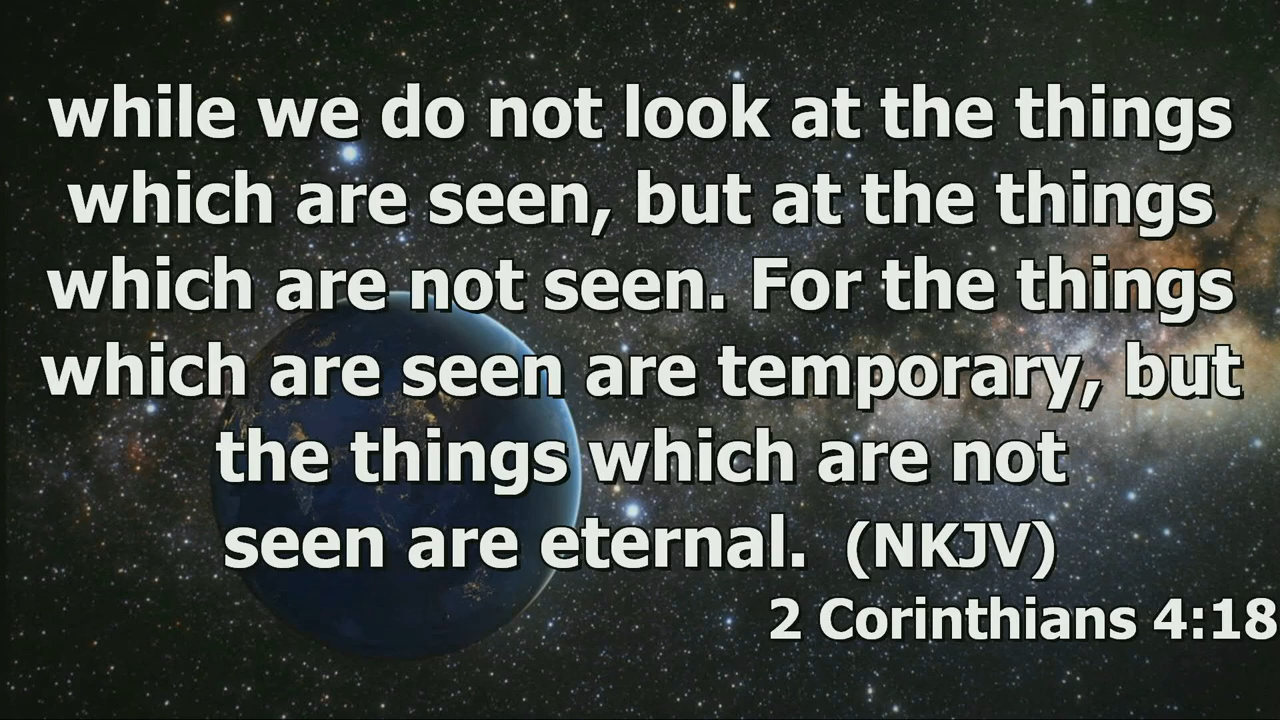 while we do not look at the things
which are seen, but at the things
which are not seen. For the things
which are seen are temporary, but
the things which are not
seen are eternal. (NKJV)
2 Corinthians 4:18